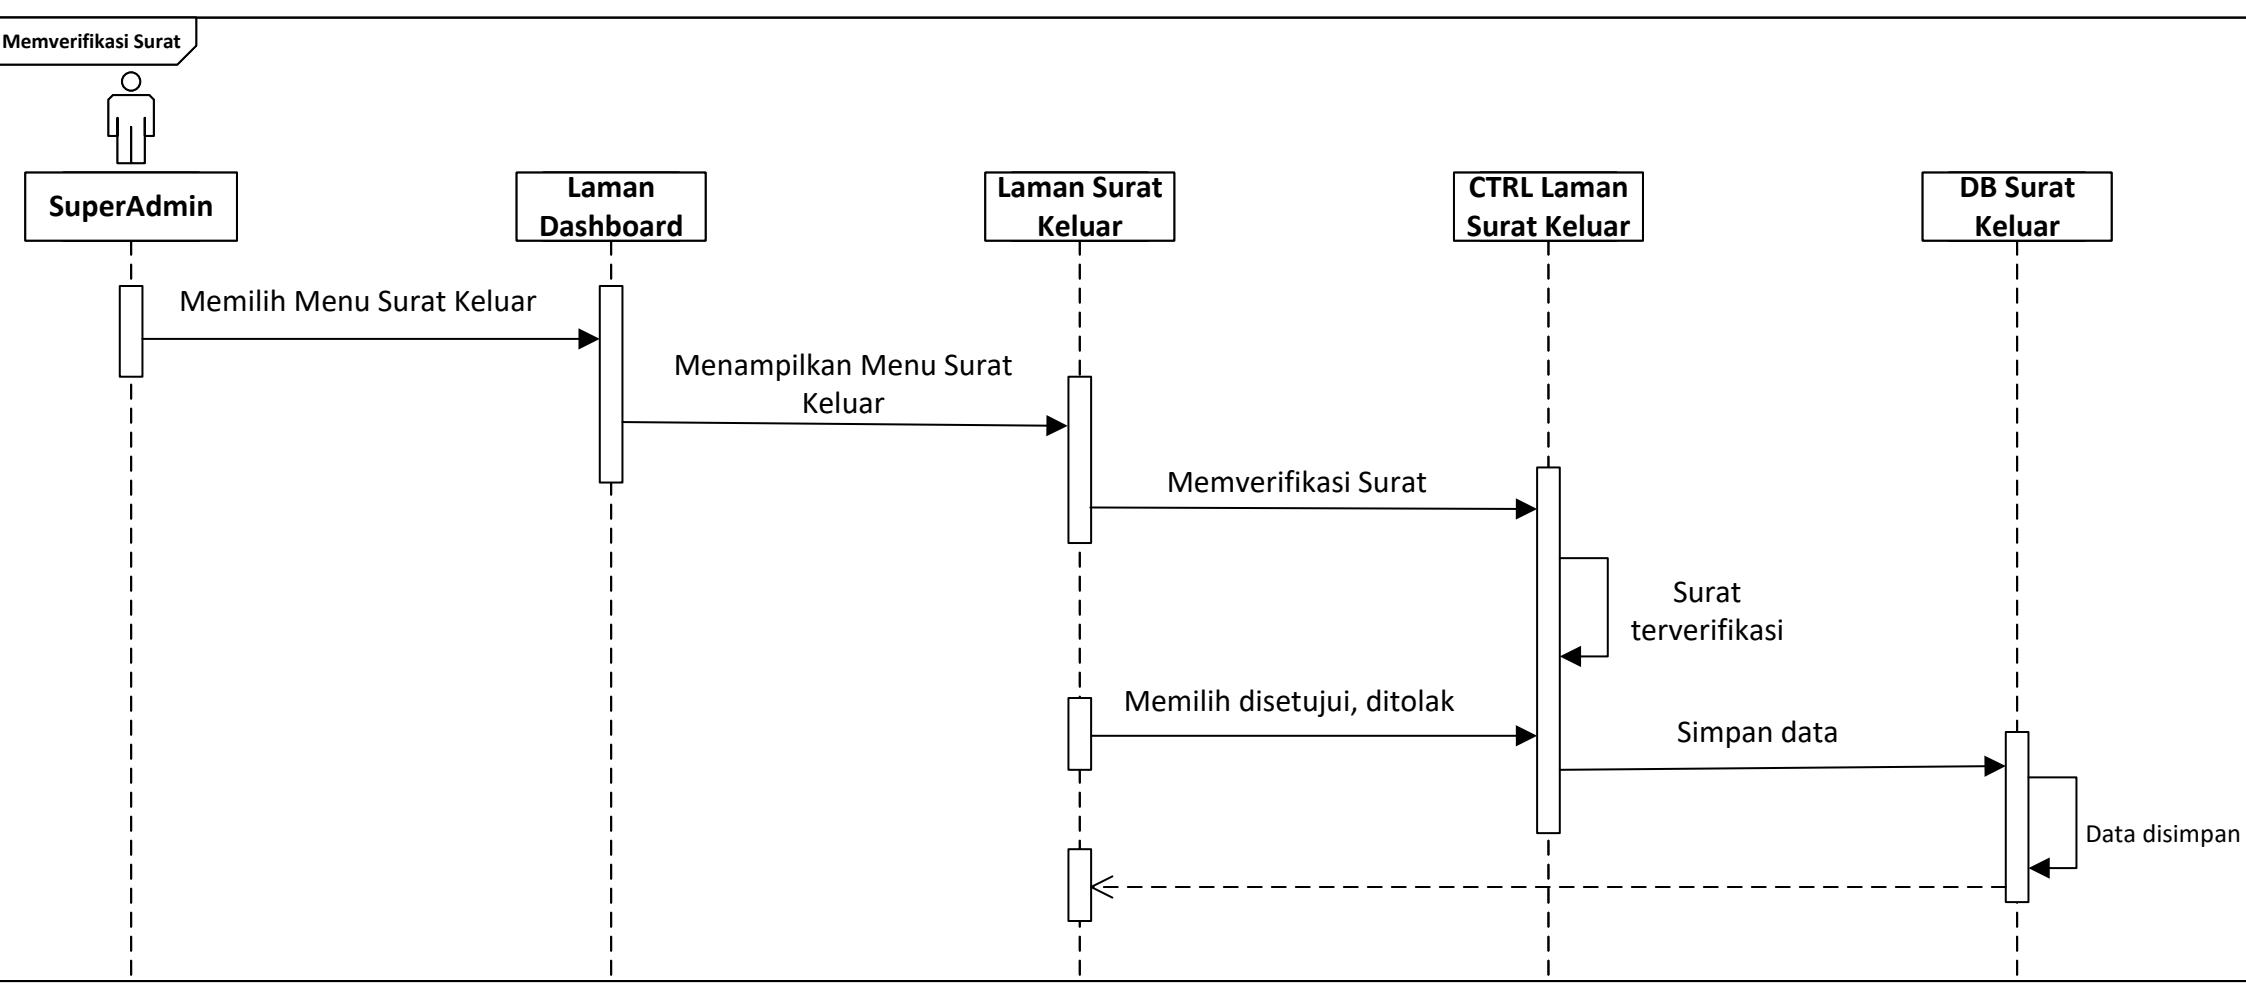 Memverifikasi Surat
SuperAdmin
Laman
Dashboard
Laman Surat
Keluar
CTRL Laman
Surat Keluar
DB Surat
Keluar
Memilih Menu Surat Keluar
Menampilkan Menu Surat
Keluar
Memverifikasi Surat
Surat
terverifikasi
Memilih disetujui, ditolak
Simpan data
Data disimpan